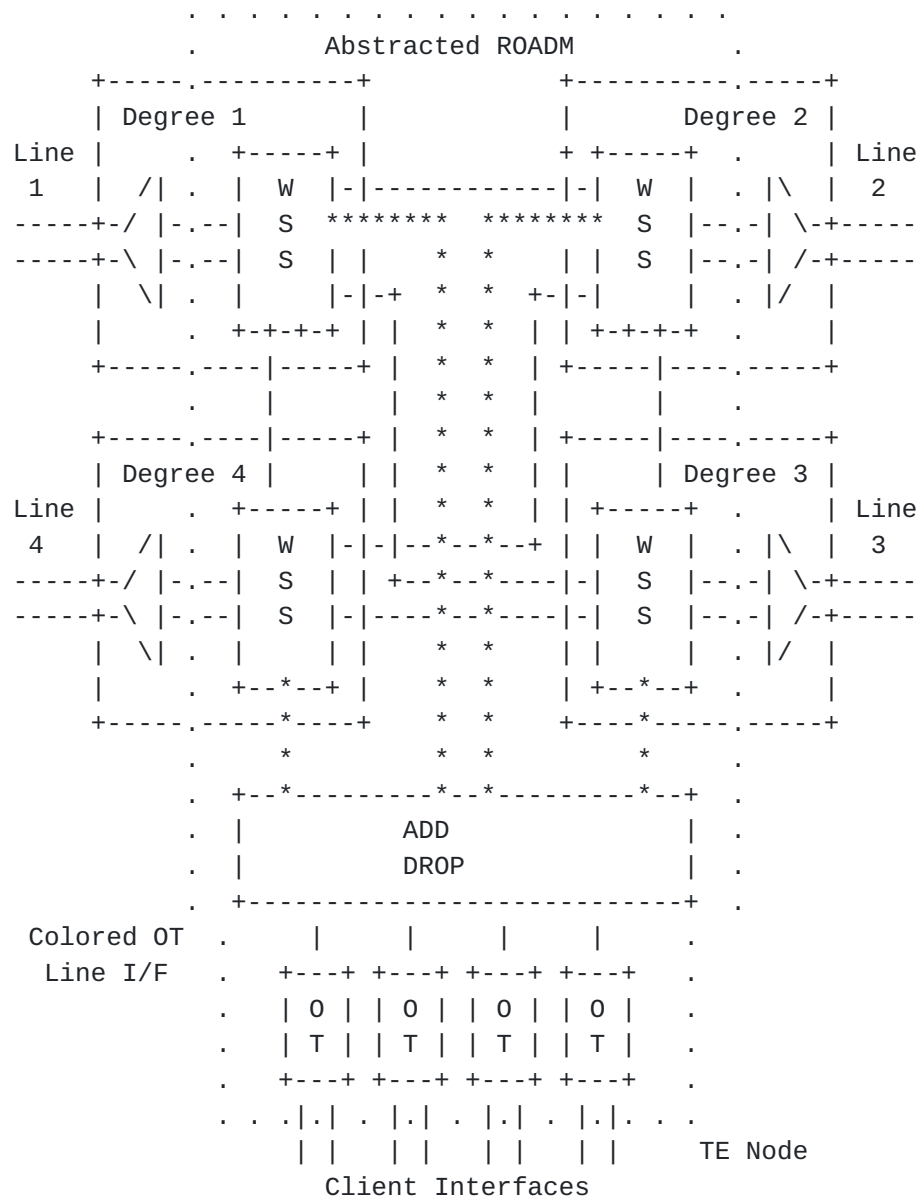 Abstracted ROADM
Degree 1 Degree 2
Line Line
1 W W 2
S S
S S
Degree 4 Degree 3
Line Line
4 W W 3
S S
S S
ADD
DROP
Colored OT
Line I/F
O O O O
T T T T
TE Node
Client Interfaces